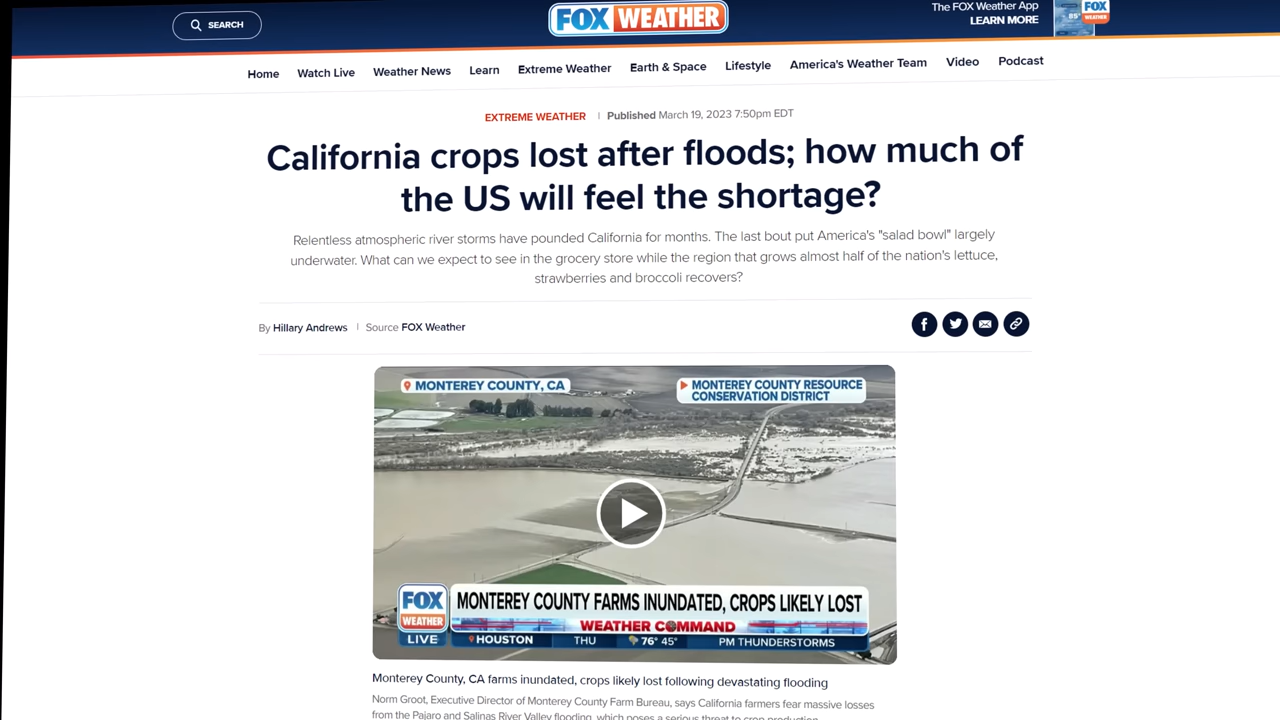 SEARCH
FOX WEATHER
The FOX Weather App
LEARN MORE
85°
FOX
WEATHER
Home Watch Live Weather News Learn Extreme Weather Earth & Space Lifestyle America's Weather Team Video Podcast
EXTREME WEATHER | Published March 19, 2023 7:50pm EDT
California crops lost after floods; how much of
the US will feel the shortage?
Relentless atmospheric river storms have pounded California for months. The last bout put America's "salad bowl" largely
underwater. What can we expect to see in the grocery store while the region that grows almost half of the nation's lettuce,
strawberries and broccoli recovers?
By Hillary Andrews | Source FOX Weather
MONTEREY COUNTY, CA
MONTEREY COUNTY RESOURCE
CONSERVATION DISTRICT
FOX
WEATHER
LIVE
MONTEREY COUNTY FARMS INUNDATED, CROPS LIKELY LOST
WEATHER COMMAND
HOUSTON THU 76° 45° PM THUNDERSTORMS
Monterey County, CA farms inundated, crops likely lost following devastating flooding
Norm Groot, Executive Director of Monterey County Farm Bureau, says California farmers fear massive losses
from the Pajaro and Salinas River Valley flooding, which poses a serious threat to crop production.